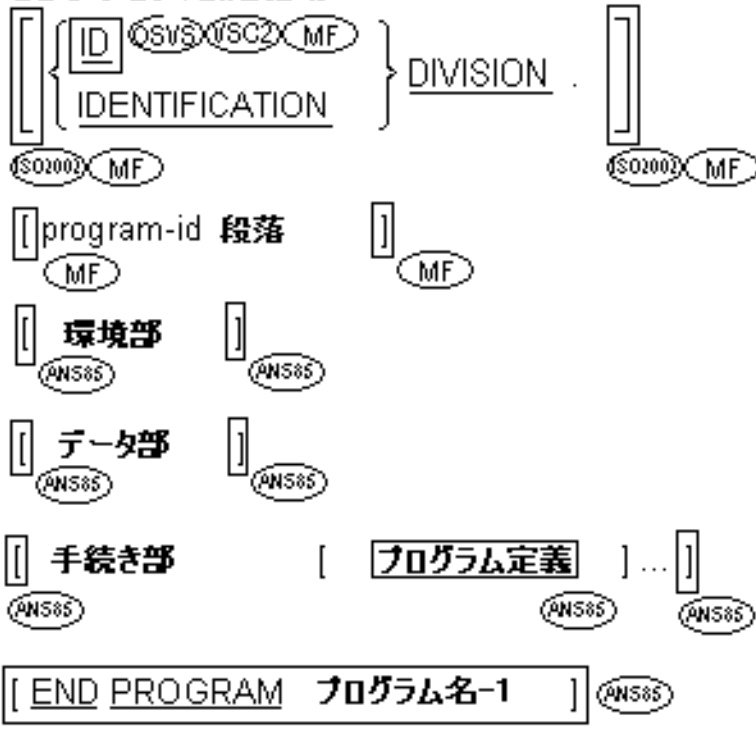 [ { ID OSVS VSC2 MF
IDENTIFICATION } DIVISION . ]
ISO2002 MF ISO2002 MF
[ program-id 段落 ]
MF MF
[ 環境部 ]
ANS85 ANS85
[ データ部 ]
ANS85 ANS85
[ 手続き部 [ プログラム定義 ] ... ]
ANS85 ANS85 ANS85
[ END PROGRAM プログラム名-1 ] ANS85